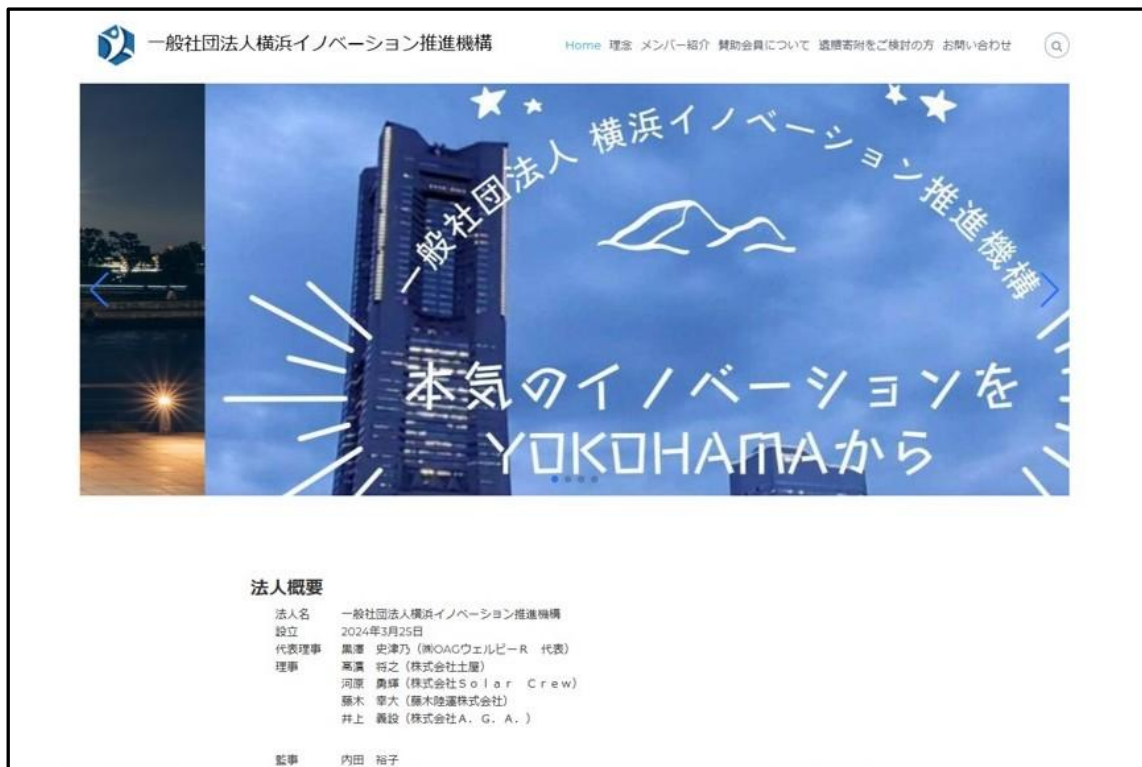 一般社団法人横浜イノベーション推進機構
Home 理念 メンバー紹介 賛助会員について 遺贈寄附をご検討の方 お問い合わせ
一般社団法人 横浜イノベーション推進機構
本気のイノベーションを
YOKOHAMAから
法人概要
法人名 一般社団法人横浜イノベーション推進機構
設立 2024年3月25日
代表理事 黒澤 史津乃（㈱OAGウェルビーR 代表）
理事 高濱 将之（株式会社土屋）
河原 勇輝（株式会社Ｓｏｌａｒ Ｃｒｅｗ）
藤木 幸大（藤木陸運株式会社）
井上 義設（株式会社Ａ．Ｇ．Ａ．）
監事 内田 裕子